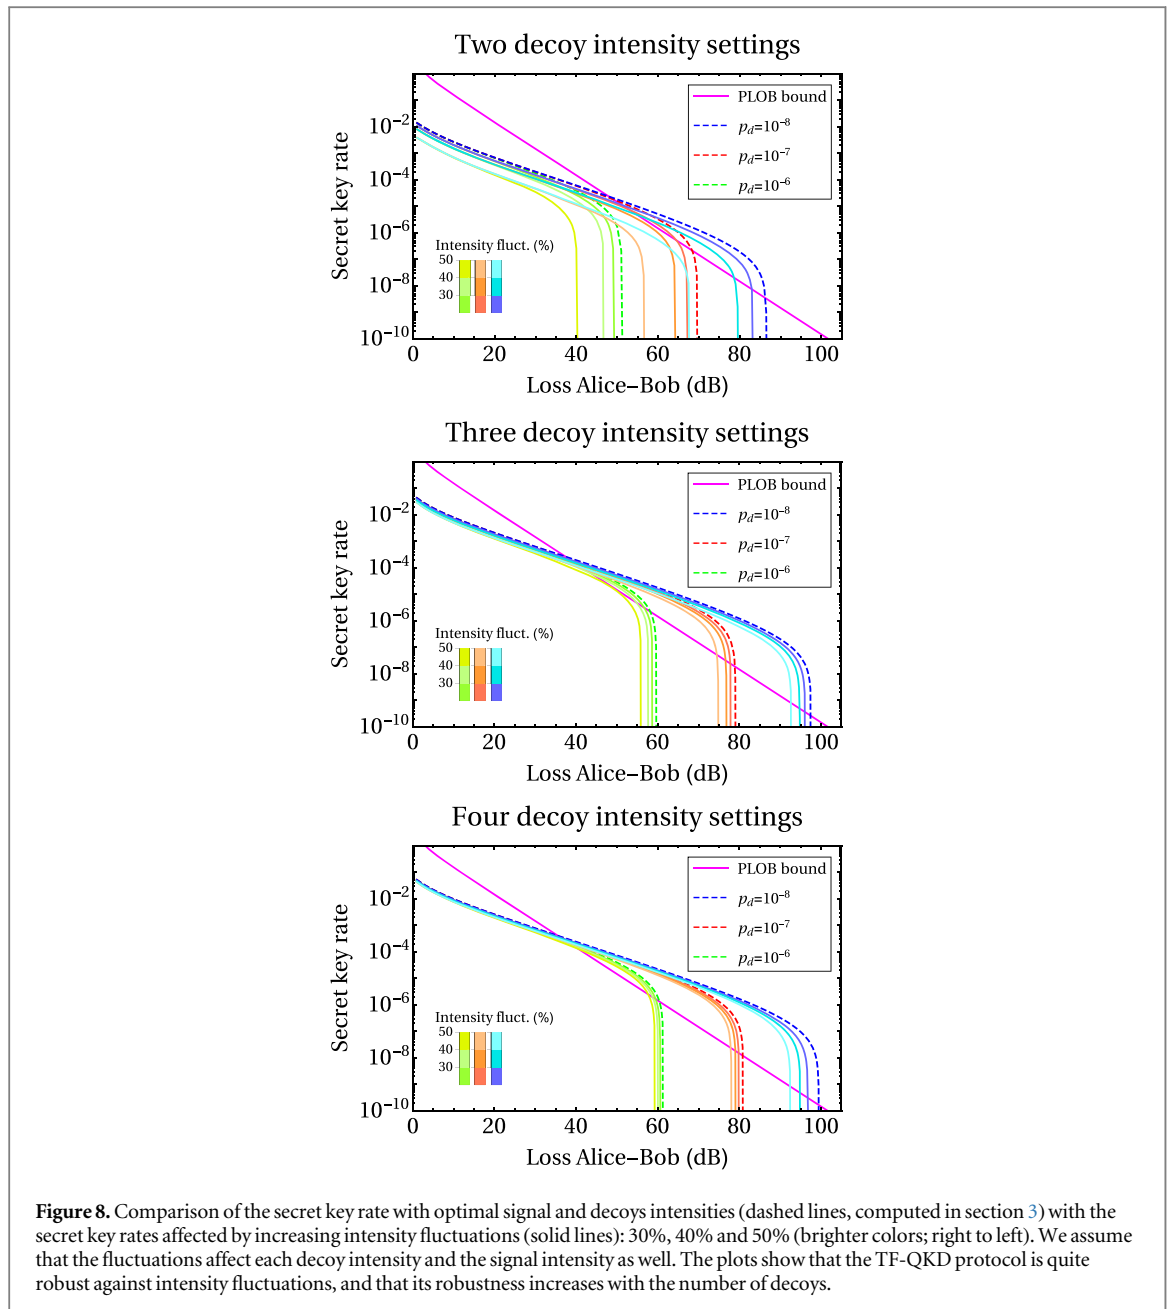 Two decoy intensity settings
Secret key rate
10⁻²
10⁻⁴
10⁻⁶
10⁻⁸
10⁻¹⁰
PLOB bound
p_d=10⁻⁸
p_d=10⁻⁷
p_d=10⁻⁶
Intensity fluct. (%)
50
40
30
0 20 40 60 80 100
Loss Alice–Bob (dB)
Three decoy intensity settings
Secret key rate
10⁻²
10⁻⁴
10⁻⁶
10⁻⁸
10⁻¹⁰
PLOB bound
p_d=10⁻⁸
p_d=10⁻⁷
p_d=10⁻⁶
Intensity fluct. (%)
50
40
30
0 20 40 60 80 100
Loss Alice–Bob (dB)
Four decoy intensity settings
Secret key rate
10⁻²
10⁻⁴
10⁻⁶
10⁻⁸
10⁻¹⁰
PLOB bound
p_d=10⁻⁸
p_d=10⁻⁷
p_d=10⁻⁶
Intensity fluct. (%)
50
40
30
0 20 40 60 80 100
Loss Alice–Bob (dB)
Figure 8. Comparison of the secret key rate with optimal signal and decoys intensities (dashed lines, computed in section 3) with the
secret key rates affected by increasing intensity fluctuations (solid lines): 30%, 40% and 50% (brighter colors; right to left). We assume
that the fluctuations affect each decoy intensity and the signal intensity as well. The plots show that the TF-QKD protocol is quite
robust against intensity fluctuations, and that its robustness increases with the number of decoys.